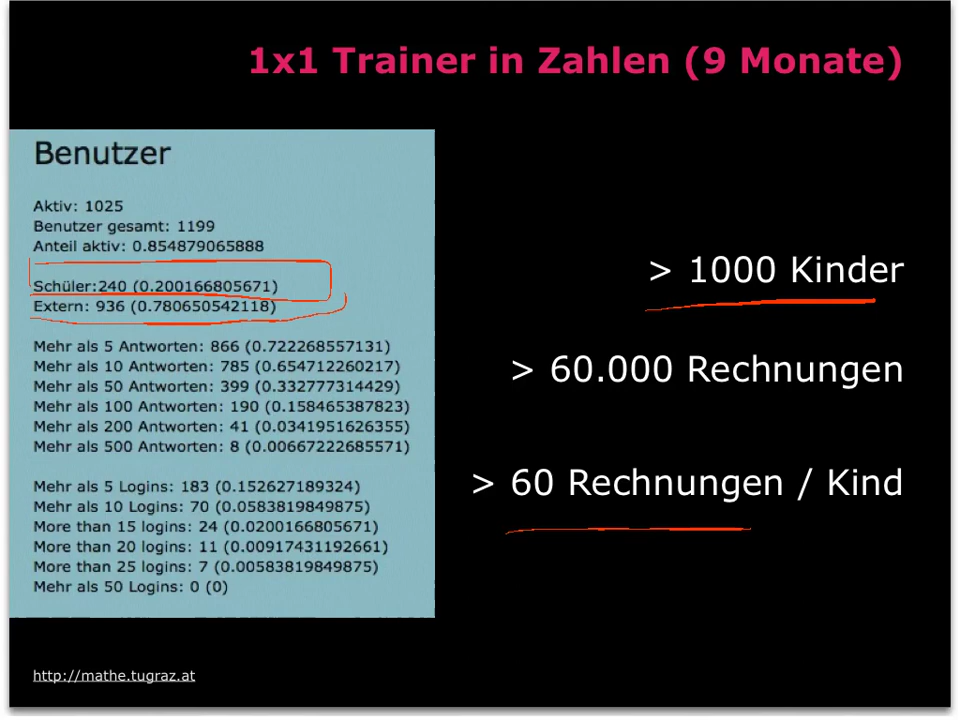 1x1 Trainer in Zahlen (9 Monate)
Benutzer
Aktiv: 1025
Benutzer gesamt: 1199
Anteil aktiv: 0.854879065888
Schüler:240 (0.200166805671)
Extern: 936 (0.780650542118)
Mehr als 5 Antworten: 866 (0.722268557131)
Mehr als 10 Antworten: 785 (0.654712260217)
Mehr als 50 Antworten: 399 (0.332777314429)
Mehr als 100 Antworten: 190 (0.158465387823)
Mehr als 200 Antworten: 41 (0.0341951626355)
Mehr als 500 Antworten: 8 (0.00667222685571)
Mehr als 5 Logins: 183 (0.152627189324)
Mehr als 10 Logins: 70 (0.0583819849875)
More than 15 logins: 24 (0.0200166805671)
More than 20 logins: 11 (0.00917431192661)
More than 25 logins: 7 (0.00583819849875)
Mehr als 50 Logins: 0 (0)
> 1000 Kinder
> 60.000 Rechnungen
> 60 Rechnungen / Kind
http://mathe.tugraz.at